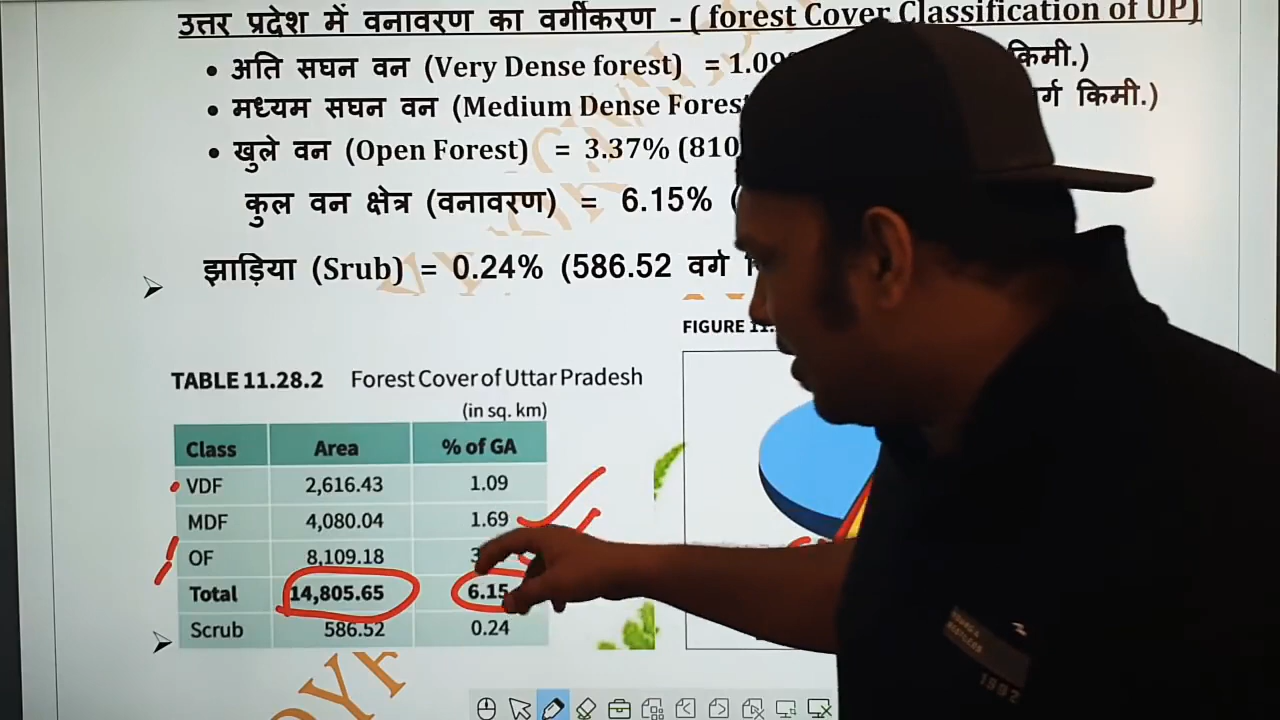 उत्तर प्रदेश में वनावरण का वर्गीकरण - ( forest Cover Classification of UP)
• अति सघन वन (Very Dense forest) = 1.09 किमी.)
• मध्यम सघन वन (Medium Dense Fores वर्ग किमी.)
• खुले वन (Open Forest) = 3.37% (810
कुल वन क्षेत्र (वनावरण) = 6.15% (
झाड़िया (Srub) = 0.24% (586.52 वर्ग
FIGURE 11.
TABLE 11.28.2 Forest Cover of Uttar Pradesh
(in sq. km)
Class Area % of GA
VDF 2,616.43 1.09
MDF 4,080.04 1.69
OF 8,109.18 3
Total 14,805.65 6.15
Scrub 586.52 0.24
1992